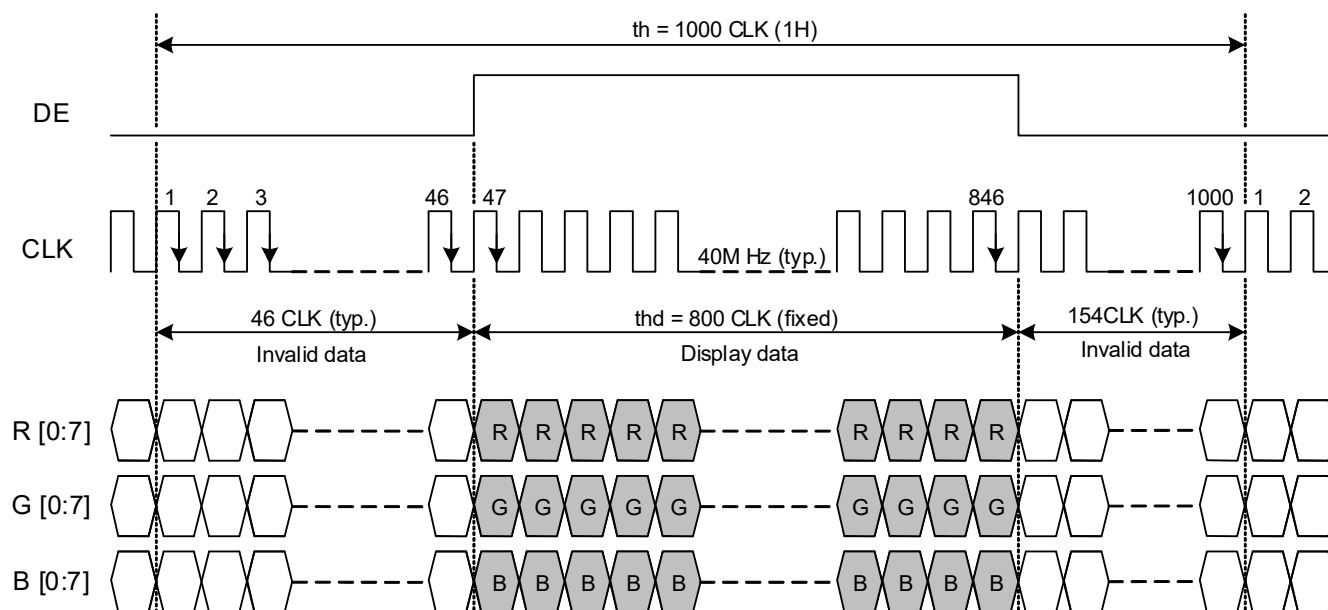 th = 1000 CLK (1H)
DE
1 2 3 46 47 846 1000 1 2
CLK
40M Hz (typ.)
46 CLK (typ.) thd = 800 CLK (fixed) 154CLK (typ.)
Invalid data Display data Invalid data
R [0:7] R R R R R R R R R
G [0:7] G G G G G G G G G
B [0:7] B B B B B B B B B